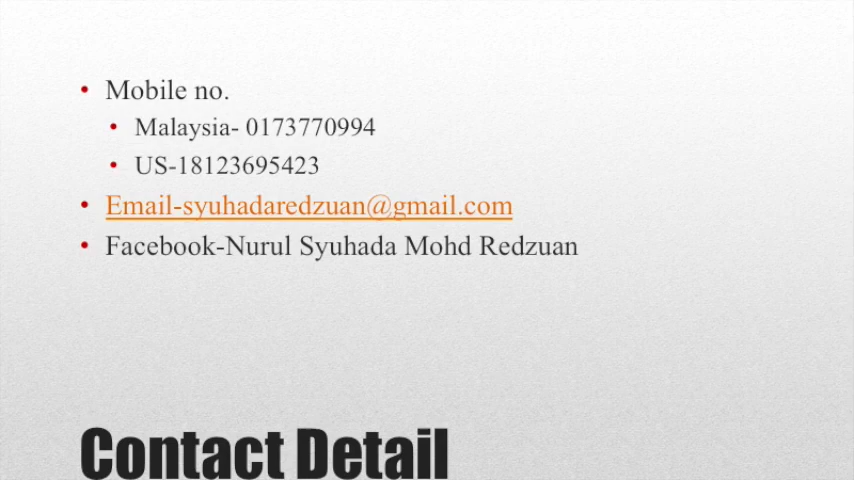 • Mobile no.
• Malaysia- 0173770994
• US-18123695423
• Email-syuhadaredzuan@gmail.com
• Facebook-Nurul Syuhada Mohd Redzuan
Contact Detail